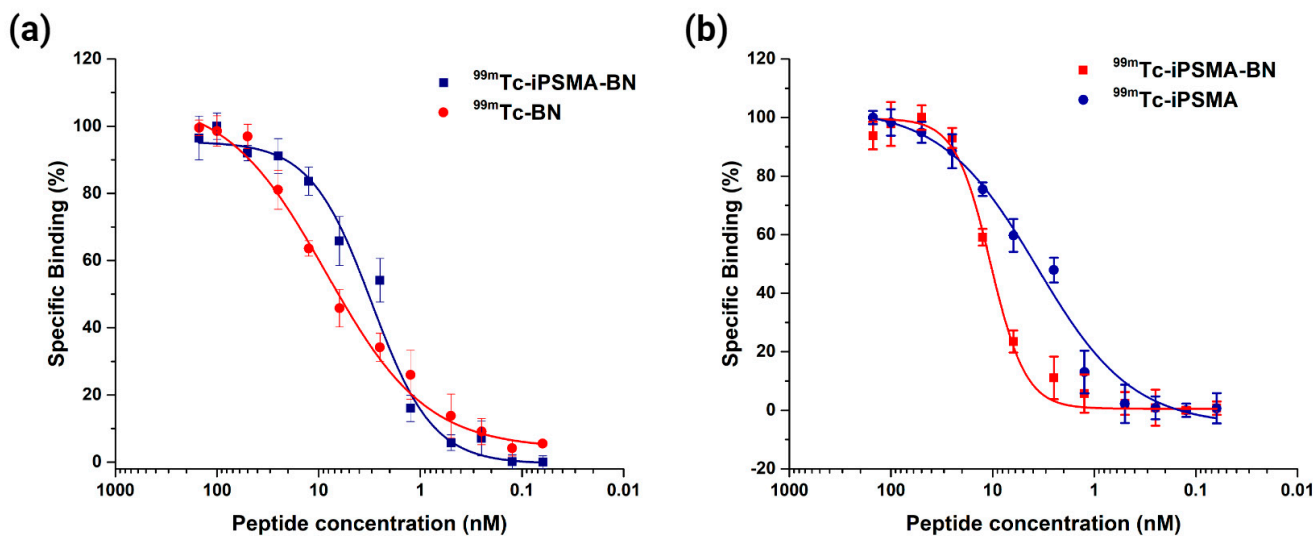 (a)
120
100
80
60
40
20
0
Specific Binding (%)
⁹⁹ᵐTc-iPSMA-BN
⁹⁹ᵐTc-BN
1000 100 10 1 0.1 0.01
Peptide concentration (nM)
(b)
120
100
80
60
40
20
0
-20
Specific Binding (%)
⁹⁹ᵐTc-iPSMA-BN
⁹⁹ᵐTc-iPSMA
1000 100 10 1 0.1 0.01
Peptide concentration (nM)